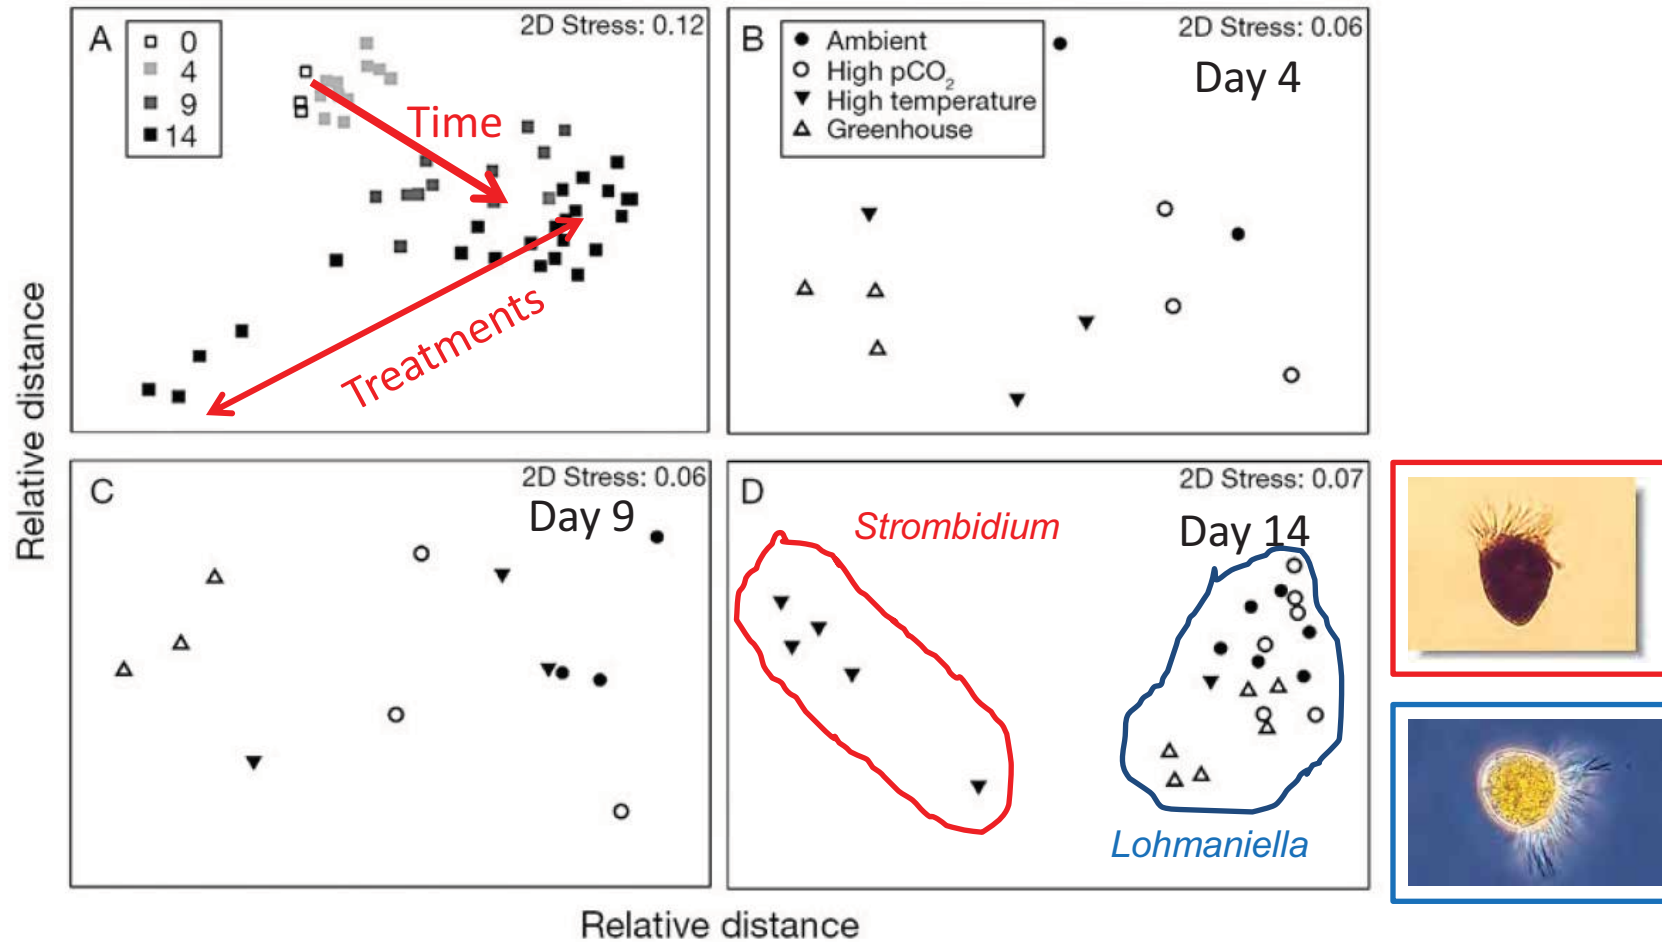 A
0
4
9
14
2D Stress: 0.12
Time
Treatments
B
Ambient
High pCO₂
High temperature
Greenhouse
2D Stress: 0.06
Day 4
Relative distance
C
2D Stress: 0.06
Day 9
D
2D Stress: 0.07
Strombidium
Day 14
Lohmaniella
Relative distance